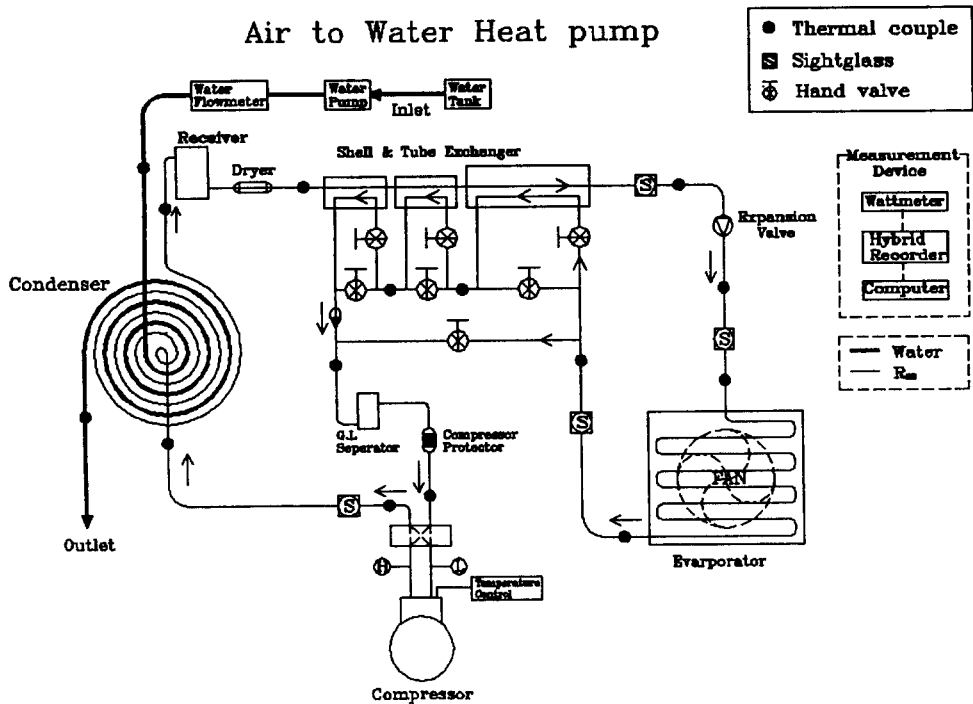 Air to Water Heat pump
Thermal couple
S Sightglass
Hand valve
Water
Flowmeter
Water
Pump
Inlet
Water
Tank
Receiver
Dryer
Shell & Tube Exchanger
S
Expansion
Valve
Measurement
Device
Wattmeter
Hybrid
Recorder
Computer
Condenser
S
Water
G.L
Separator
Compressor
Protector
S
FAN
S
Outlet
Evarporator
H
L
Temperature
Control
Compressor